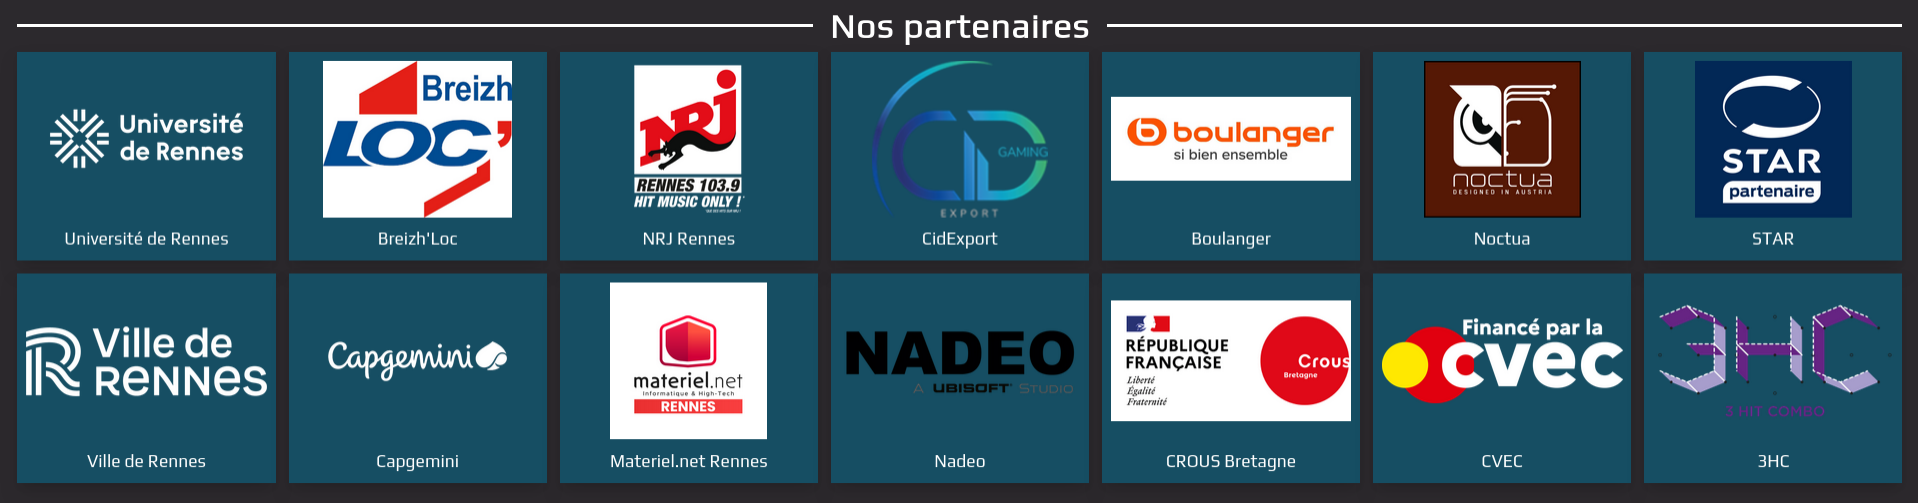 Nos partenaires
Université
de Rennes
Université de Rennes
Breizh
LOC'
Breizh'Loc
NRJ
RENNES 103.9
HIT MUSIC ONLY !
NRJ Rennes
CID
GAMING
EXPORT
CidExport
boulanger
si bien ensemble
Boulanger
noctua
DESIGNED IN AUSTRIA
Noctua
STAR
partenaire
STAR
Ville de
RENNES
Ville de Rennes
Capgemini
Capgemini
materiel.net
Informatique & High-Tech
RENNES
Materiel.net Rennes
NADEO
A UBISOFT STUDIO
Nadeo
RÉPUBLIQUE
FRANÇAISE
Liberté
Égalité
Fraternité
Crous
Bretagne
CROUS Bretagne
Financé par la
cvec
CVEC
3HC
3 HIT COMBO
3HC